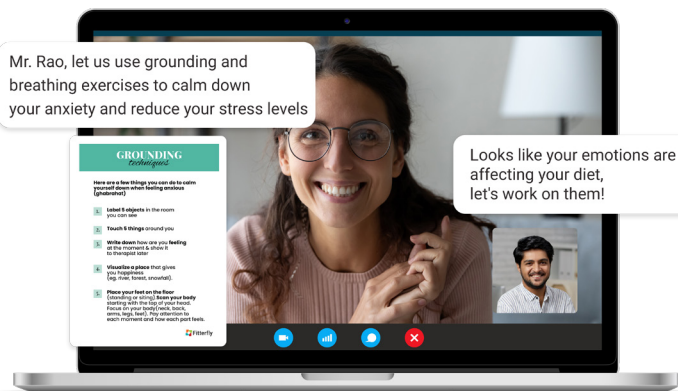 Mr. Rao, let us use grounding and
breathing exercises to calm down
your anxiety and reduce your stress levels
GROUNDING
techniques
Here are a few things you can do to calm
yourself down when feeling anxious
(ghabrahat)
1. Label 5 objects in the room
you can see
2. Touch 5 things around you
3. Write down how are you feeling
at the moment & show it
to therapist later
4. Visualize a place that gives
you happiness
(eg. river, forest, snowfall).
5. Place your feet on the floor
(standing or siting).Scan your body
starting with the top of your head.
Focus on your body(neck, back,
arms, legs, feet). Pay attention to
each moment and how each part feels.
Fitterfly
Looks like your emotions are
affecting your diet,
let's work on them!